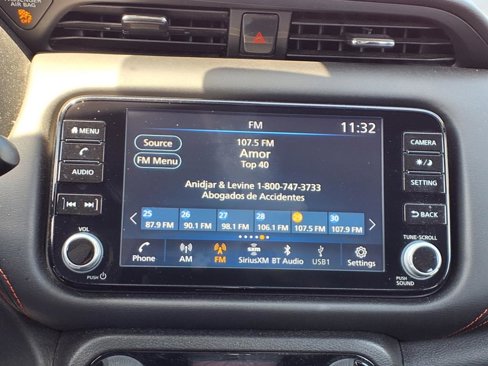 PASSENGER
AIR BAG
FM 11:32
MENU
AUDIO
VOL
PUSH
Source
FM Menu
107.5 FM
Amor
Top 40
Anidjar & Levine 1-800-747-3733
Abogados de Accidentes
25 26 27 28 29 30
87.9 FM 90.1 FM 98.1 FM 106.1 FM 107.5 FM 107.9 FM
Phone AM FM SiriusXM BT Audio USB1 Settings
CAMERA
SETTING
BACK
TUNE-SCROLL
PUSH
SOUND